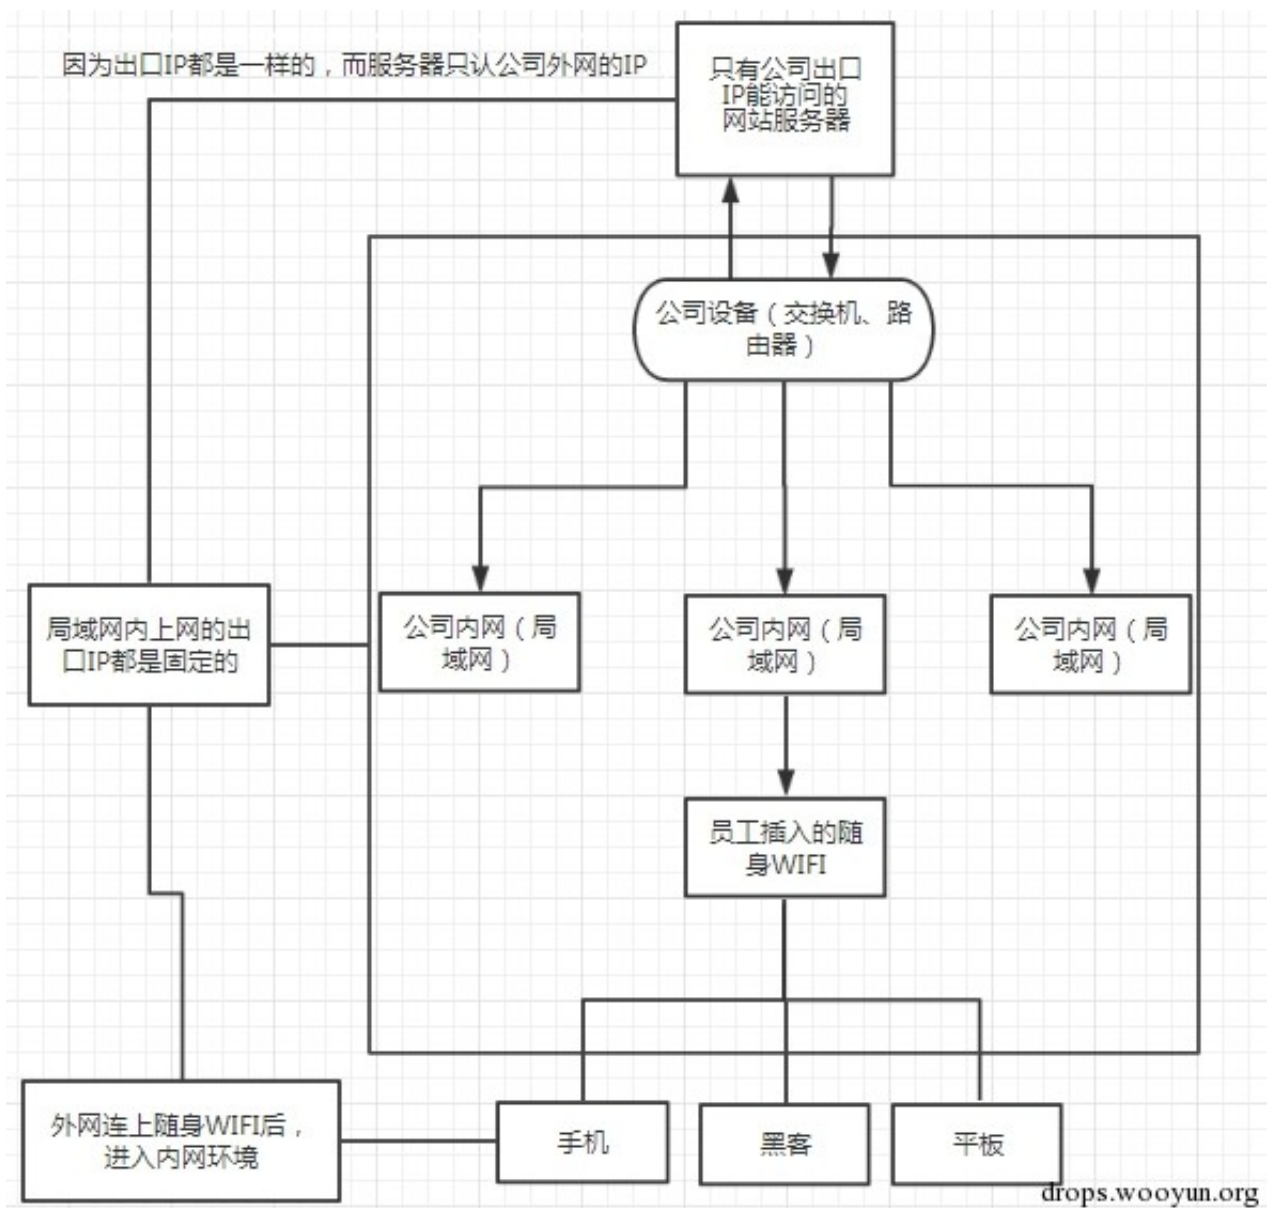 因为出口IP都是一样的，而服务器只认公司外网的IP
只有公司出口
IP能访问的
网站服务器
公司设备（交换机、路
由器）
局域网内上网的出
口IP都是固定的
公司内网（局
域网）
公司内网（局
域网）
公司内网（局
域网）
员工插入的随
身WIFI
外网连上随身WIFI后，
进入内网环境
手机
黑客
平板
drops.wooyun.org